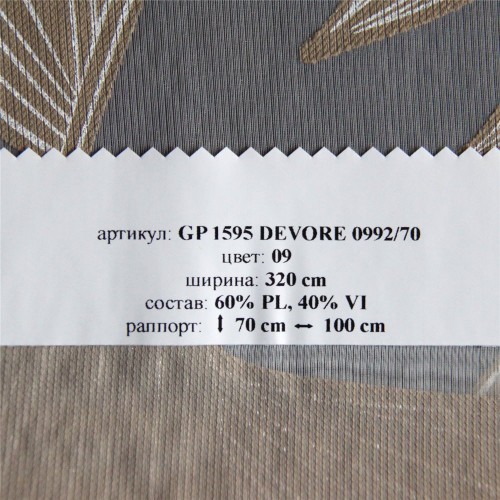 артикул: GP 1595 DEVORE 0992/70
цвет: 09
ширина: 320 cm
состав: 60% PL, 40% VI
раппорт: ↕ 70 cm ↔ 100 cm